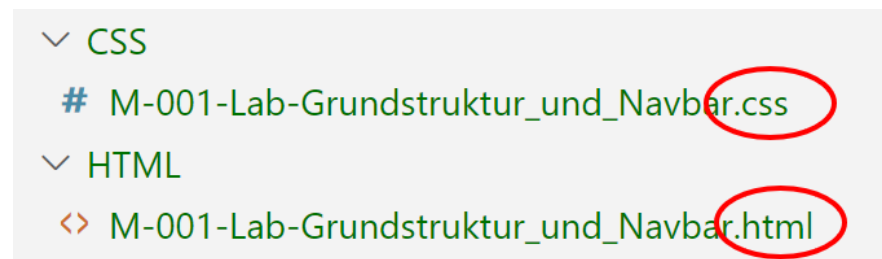 CSS
# M-001-Lab-Grundstruktur_und_Navbar.css
HTML
<> M-001-Lab-Grundstruktur_und_Navbar.html